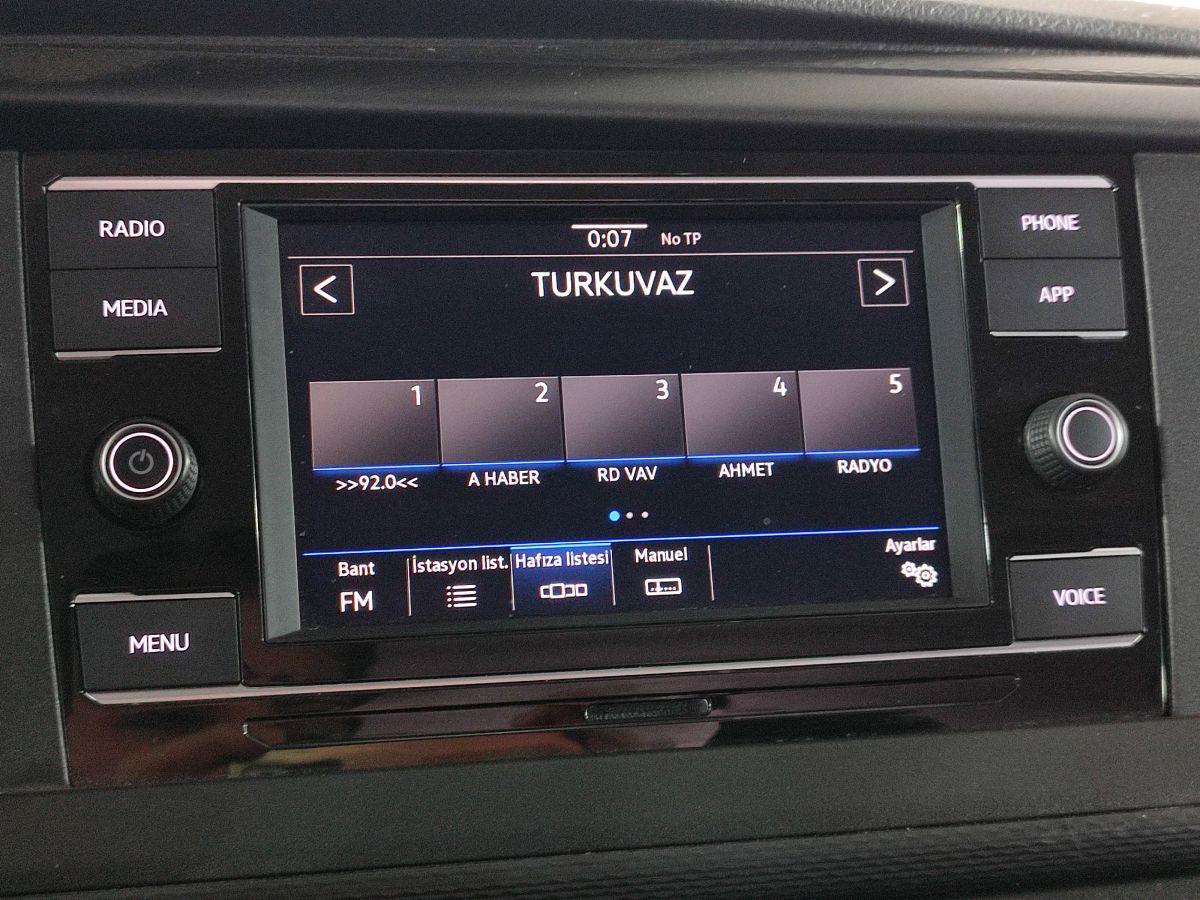 RADIO
MEDIA
MENU
PHONE
APP
VOICE
0:07 No TP
< TURKUVAZ >
1 2 3 4 5
>>92.0<< A HABER RD VAV AHMET RADYO
Bant İstasyon list. Hafıza listesi Manuel Ayarlar
FM